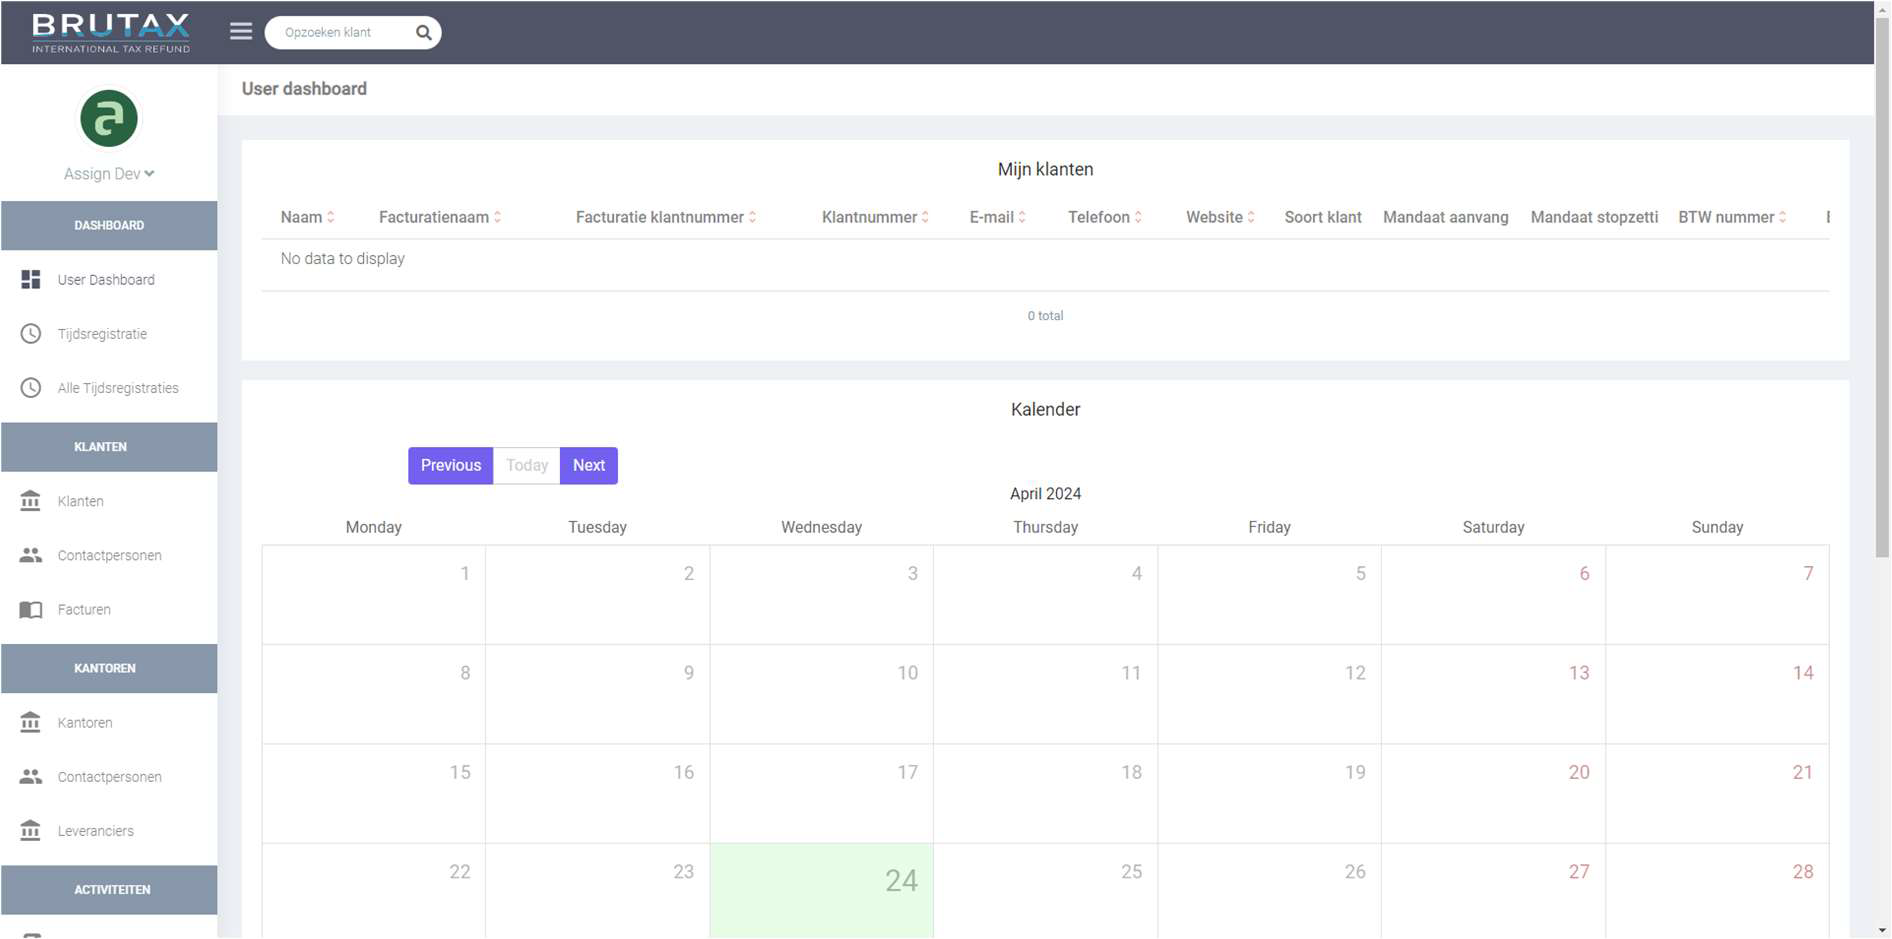 BRUTAX
INTERNATIONAL TAX REFUND
Opzoeken klant
User dashboard
Assign Dev
DASHBOARD
User Dashboard
Tijdsregistratie
Alle Tijdsregistraties
KLANTEN
Klanten
Contactpersonen
Facturen
KANTOREN
Kantoren
Contactpersonen
Leveranciers
ACTIVITEITEN
Mijn klanten
Naam Facturatienaam Facturatie klantnummer Klantnummer E-mail Telefoon Website Soort klant Mandaat aanvang Mandaat stopzetti BTW nummer
No data to display
0 total
Kalender
Previous Today Next
April 2024
Monday Tuesday Wednesday Thursday Friday Saturday Sunday
1 2 3 4 5 6 7
8 9 10 11 12 13 14
15 16 17 18 19 20 21
22 23 24 25 26 27 28